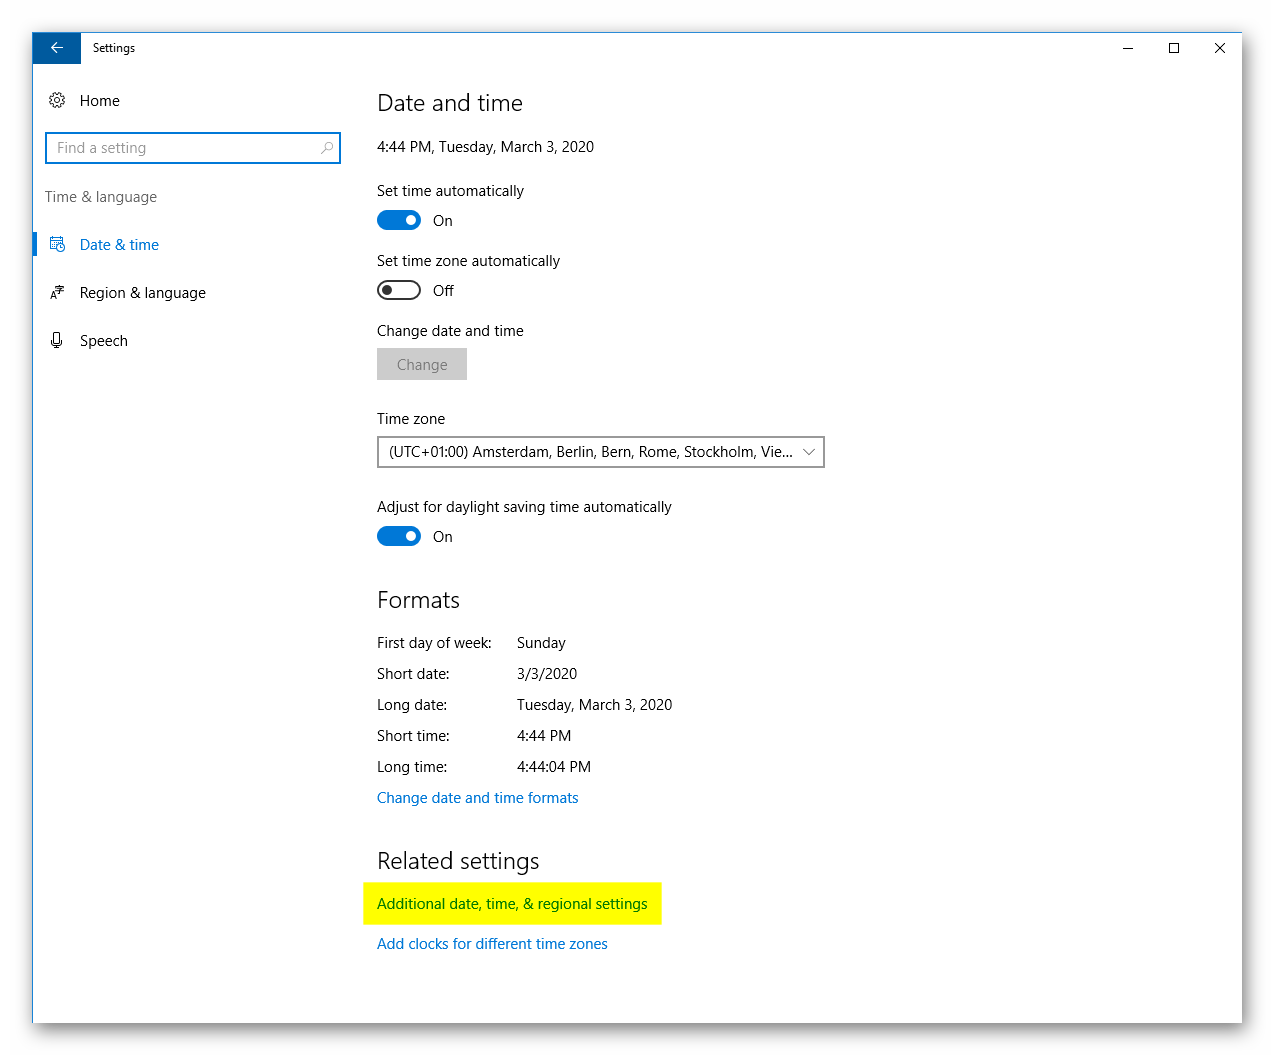 Settings
Home
Find a setting
Time & language
Date & time
Region & language
Speech
Date and time
4:44 PM, Tuesday, March 3, 2020
Set time automatically
On
Set time zone automatically
Off
Change date and time
Change
Time zone
(UTC+01:00) Amsterdam, Berlin, Bern, Rome, Stockholm, Vie...
Adjust for daylight saving time automatically
On
Formats
First day of week: Sunday
Short date: 3/3/2020
Long date: Tuesday, March 3, 2020
Short time: 4:44 PM
Long time: 4:44:04 PM
Change date and time formats
Related settings
Additional date, time, & regional settings
Add clocks for different time zones